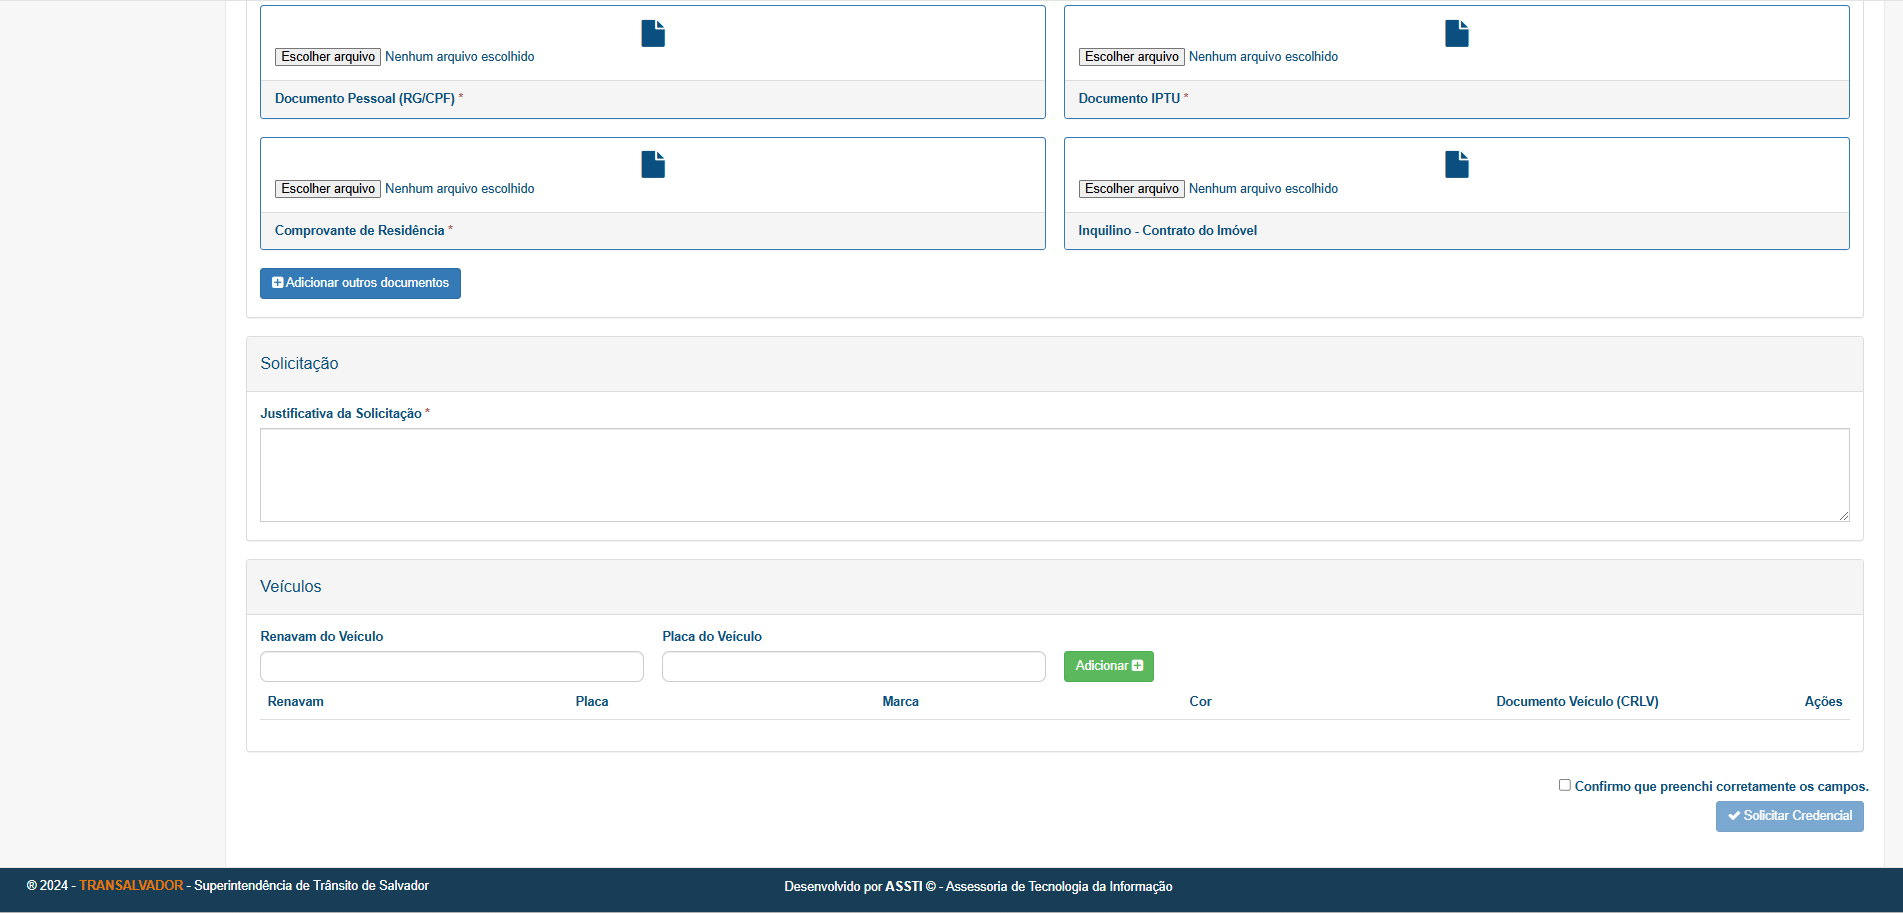 Escolher arquivo Nenhum arquivo escolhido
Documento Pessoal (RG/CPF) *
Escolher arquivo Nenhum arquivo escolhido
Documento IPTU *
Escolher arquivo Nenhum arquivo escolhido
Comprovante de Residência *
Escolher arquivo Nenhum arquivo escolhido
Inquilino - Contrato do Imóvel
Adicionar outros documentos
Solicitação
Justificativa da Solicitação *
Veículos
Renavam do Veículo
Placa do Veículo
Adicionar
Renavam Placa Marca Cor Documento Veículo (CRLV) Ações
Confirmo que preenchi corretamente os campos.
Solicitar Credencial
® 2024 - TRANSALVADOR - Superintendência de Trânsito de Salvador
Desenvolvido por ASSTI © - Assessoria de Tecnologia da Informação